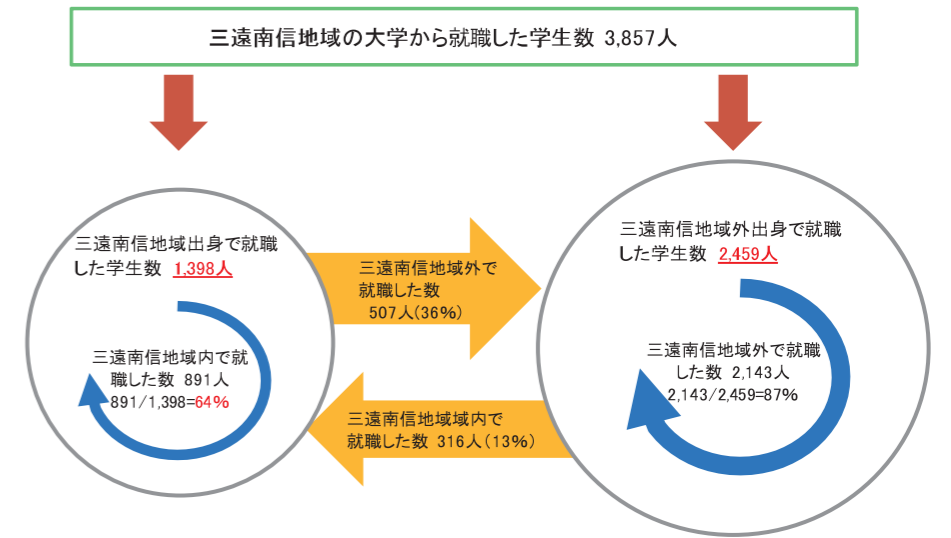 三遠南信地域の大学から就職した学生数 3,857人
三遠南信地域出身で就職
した学生数 1,398人
三遠南信地域内で就
職した数 891人
891/1,398=64%
三遠南信地域外で
就職した数
507人(36%)
三遠南信地域域内で
就職した数 316人(13%)
三遠南信地域外出身で就職
した学生数 2,459人
三遠南信地域外で就職
した数 2,143人
2,143/2,459=87%